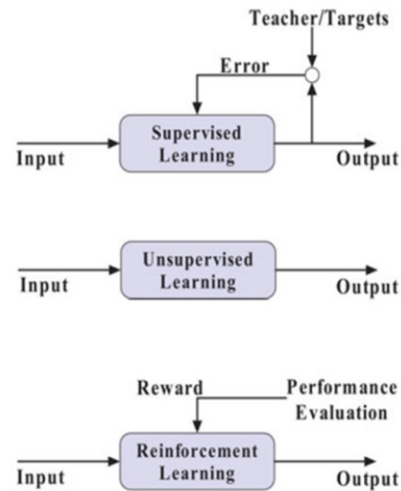 Teacher/Targets
Error
Supervised
Learning
Input
Output
Unsupervised
Learning
Input
Output
Reward
Performance
Evaluation
Reinforcement
Learning
Input
Output